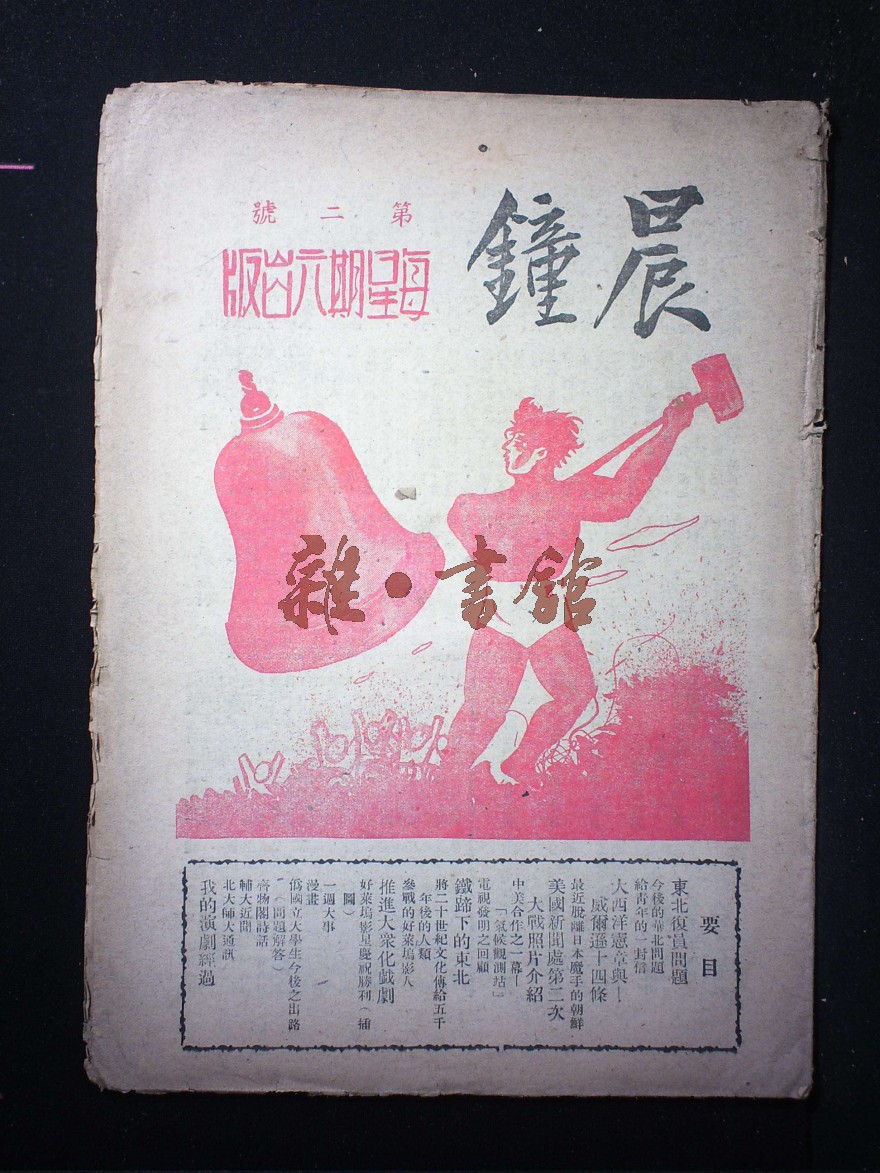 晨鐘
第二號
每星期六出版
雜·書館
要目
東北復員問題
今後的華北問題
給青年的一封信
大西洋憲章與—
威爾遜十四條
最近脫離日本魔手的朝鮮
美國新聞處第二次
大戰照片介紹
中美合作之一幕—
「氣候觀測站」
電視發明之回顧
鐵蹄下的東北
將二十世紀文化傳給五千
年後的人類
參戰的好萊塢影人
推進大衆化戲劇
好萊塢影星慶祝勝利(插
圖)
一週大事
漫畫
僞國立大學生今後之出路
(問題解答)
齊物閣詩話
輔大近聞
北大師大通訊
我的演劇經過